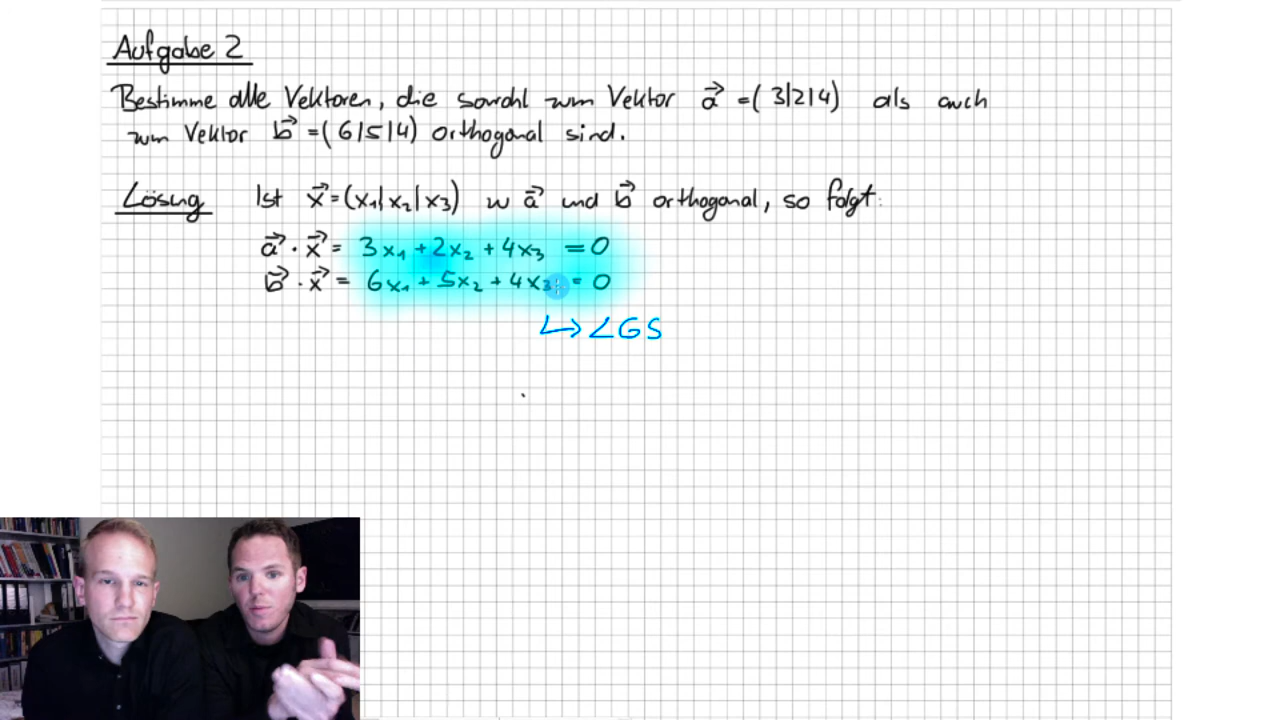 Aufgabe 2
Bestimme alle Vektoren, die sowohl zum Vektor a⃗ = (3|2|4) als auch
zum Vektor b⃗ = (6|5|4) orthogonal sind.
Lösung Ist x⃗ = (x₁|x₂|x₃) zu a⃗ und b⃗ orthogonal, so folgt:
a⃗ · x⃗ = 3x₁ + 2x₂ + 4x₃ = 0
b⃗ · x⃗ = 6x₁ + 5x₂ + 4x₃ = 0
↳ LGS